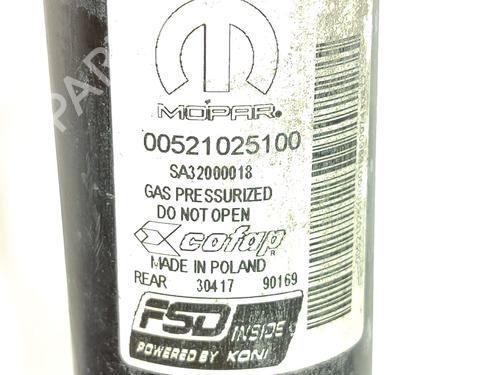 MOPAR
00521025100
SA32000018
GAS PRESSURIZED
DO NOT OPEN
cofap
MADE IN POLAND
REAR 30417 90169
FSD INSIDE
POWERED BY KONI